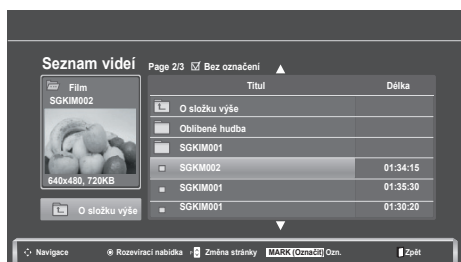 Seznam videí
Page 2/3 Bez označení
Film
SGKIM002
640x480, 720KB
O složku výše
Titul Délka
O složku výše
Oblíbené hudba
SGKIM001
SGKM002 01:34:15
SGKIM001 01:35:30
SGKIM001 01:30:20
Navigace Rozevírací nabídka Změna stránky MARK (Označit) Ozn. Zpět